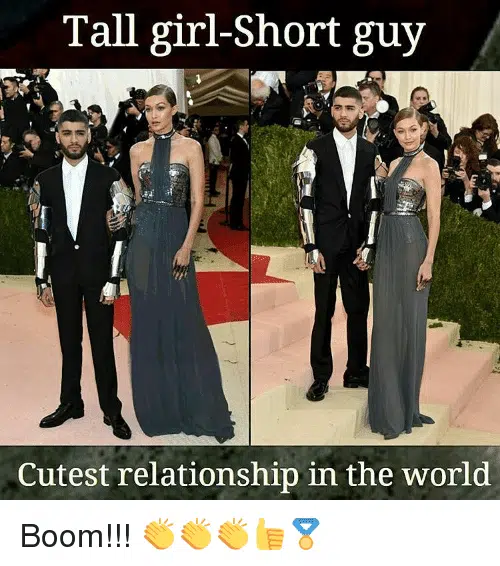 Tall girl-Short guy
Cutest relationship in the world
Boom!!! 👏👏👏👍🏅